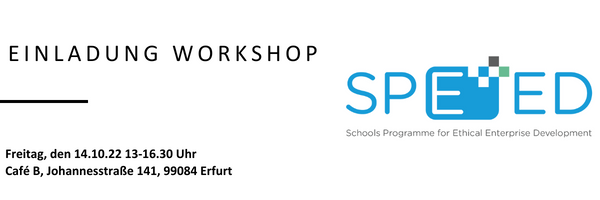 EINLADUNG WORKSHOP
SPEED
Schools Programme for Ethical Enterprise Development
Freitag, den 14.10.22 13-16.30 Uhr
Café B, Johannesstraße 141, 99084 Erfurt